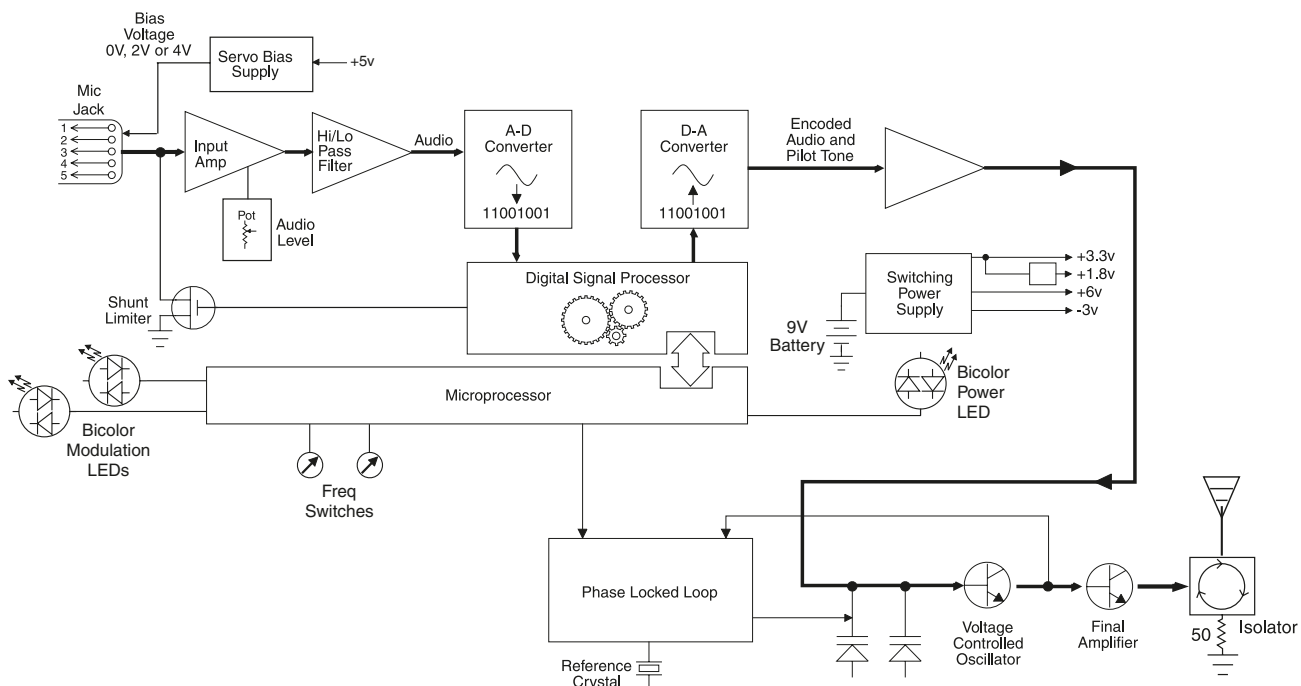 Bias
Voltage
0V, 2V or 4V
Servo Bias
Supply
+5v
Mic
Jack
1
2
3
4
5
Input
Amp
Hi/Lo
Pass
Filter
Audio
A-D
Converter
11001001
D-A
Converter
11001001
Encoded
Audio and
Pilot Tone
Pot
Audio
Level
Digital Signal Processor
Shunt
Limiter
Switching
Power
Supply
+3.3v
+1.8v
+6v
-3v
9V
Battery
Bicolor
Power
LED
Microprocessor
Bicolor
Modulation
LEDs
Freq
Switches
Phase Locked Loop
Reference
Crystal
Voltage
Controlled
Oscillator
Final
Amplifier
50
Isolator